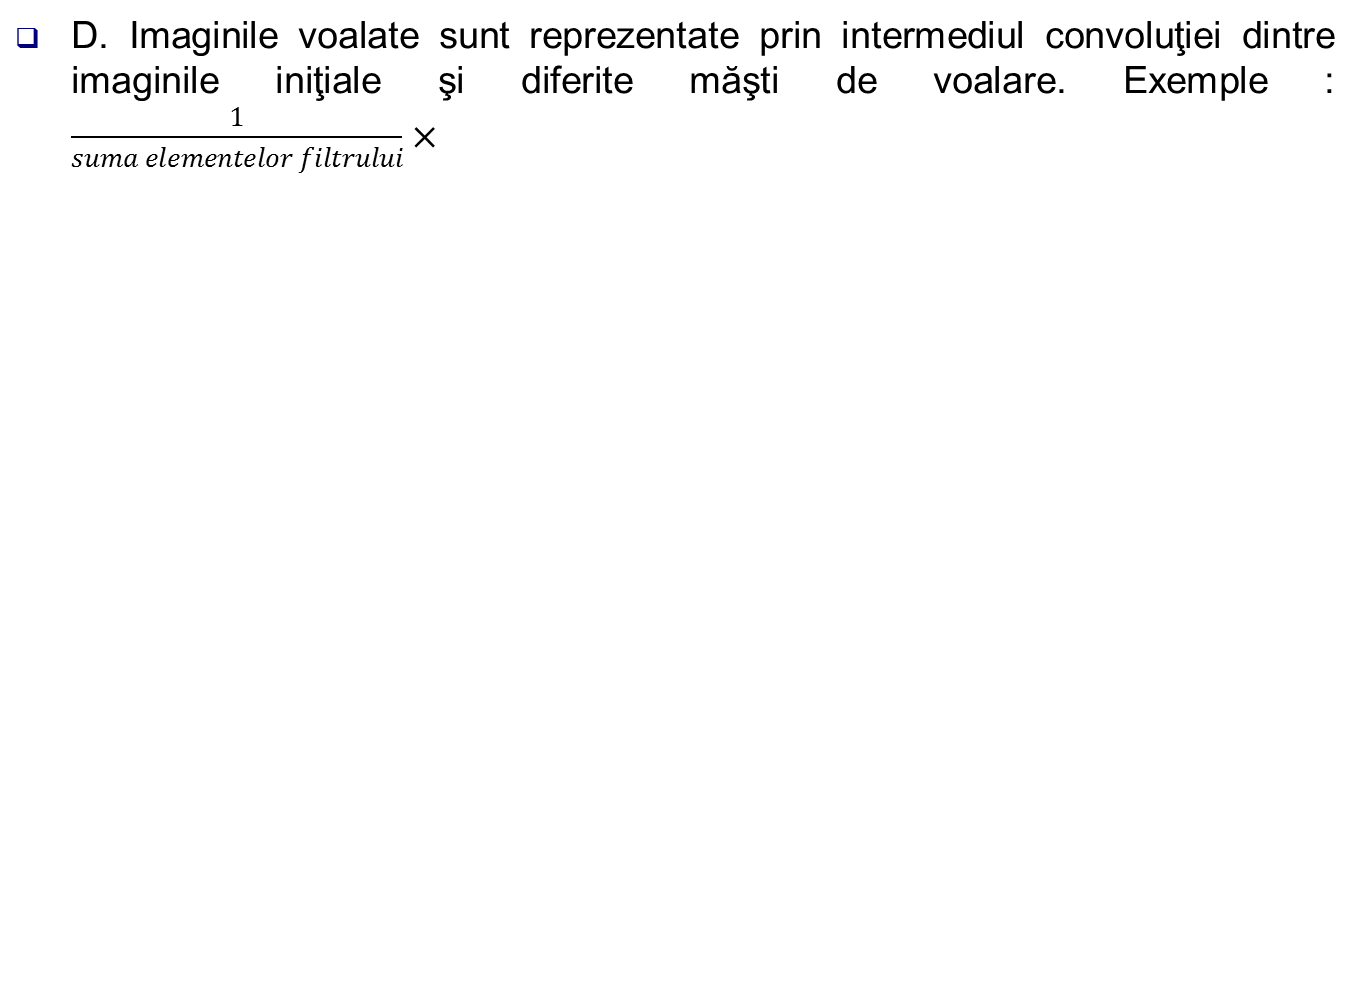 ❑ D. Imaginile voalate sunt reprezentate prin intermediul convoluţiei dintre
imaginile iniţiale şi diferite măşti de voalare. Exemple :
1
suma elementelor filtrului ×